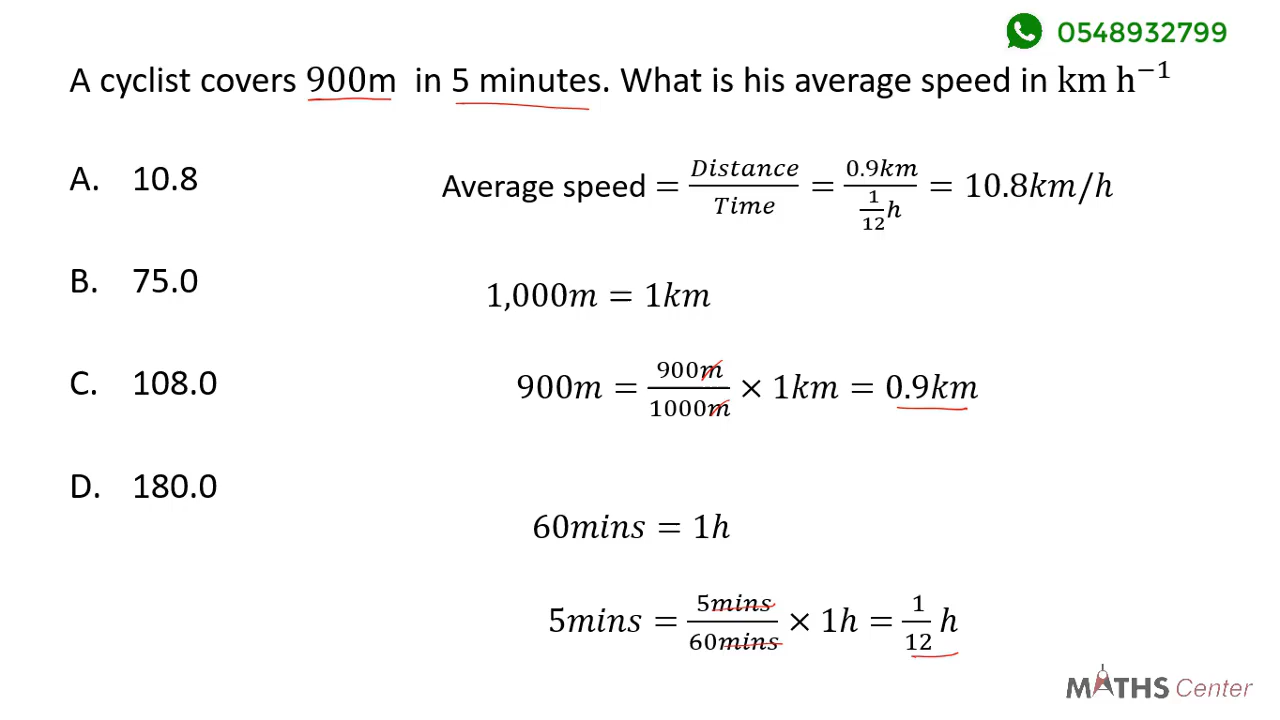 0548932799
A cyclist covers 900m in 5 minutes. What is his average speed in km h⁻¹
A. 10.8
Average speed = Distance/Time = 0.9km/(1/12 h) = 10.8km/h
B. 75.0
1,000m = 1km
C. 108.0
900m = 900m/1000m × 1km = 0.9km
D. 180.0
60mins = 1h
5mins = 5mins/60mins × 1h = 1/12 h
MATHS Center